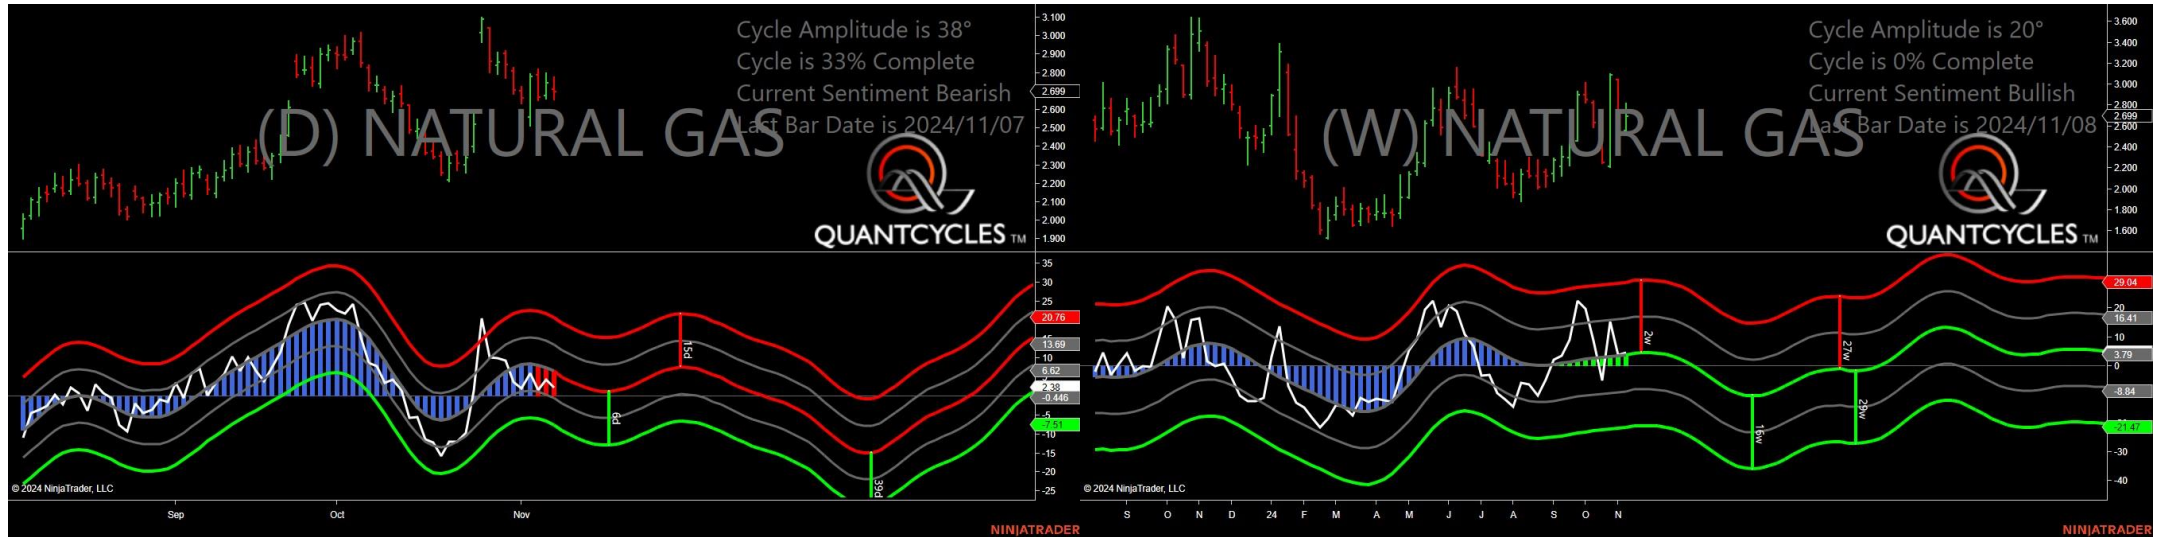 Cycle Amplitude is 38°
Cycle is 33% Complete
Current Sentiment Bearish
Last Bar Date is 2024/11/07
(D) NATURAL GAS
QUANTCYCLES TM
3.100
3.000
2.900
2.800
2.699
2.600
2.500
2.400
2.300
2.200
2.100
2.000
1.900
35
30
25
20.76
13.69
10
6.62
2.38
-0.446
-5
-7.51
-10
-15
-20
-25
6d
15d
39d
© 2024 NinjaTrader, LLC
Sep Oct Nov
NINJATRADER
Cycle Amplitude is 20°
Cycle is 0% Complete
Current Sentiment Bullish
Last Bar Date is 2024/11/08
(W) NATURAL GAS
QUANTCYCLES TM
3.600
3.400
3.200
3.000
2.800
2.699
2.600
2.400
2.200
2.000
1.800
1.600
29.04
20
16.41
10
3.79
0
-8.84
-21.47
-30
-40
2w
16w
27w
29w
© 2024 NinjaTrader, LLC
S O N D 24 F M A M J J A S O N
NINJATRADER